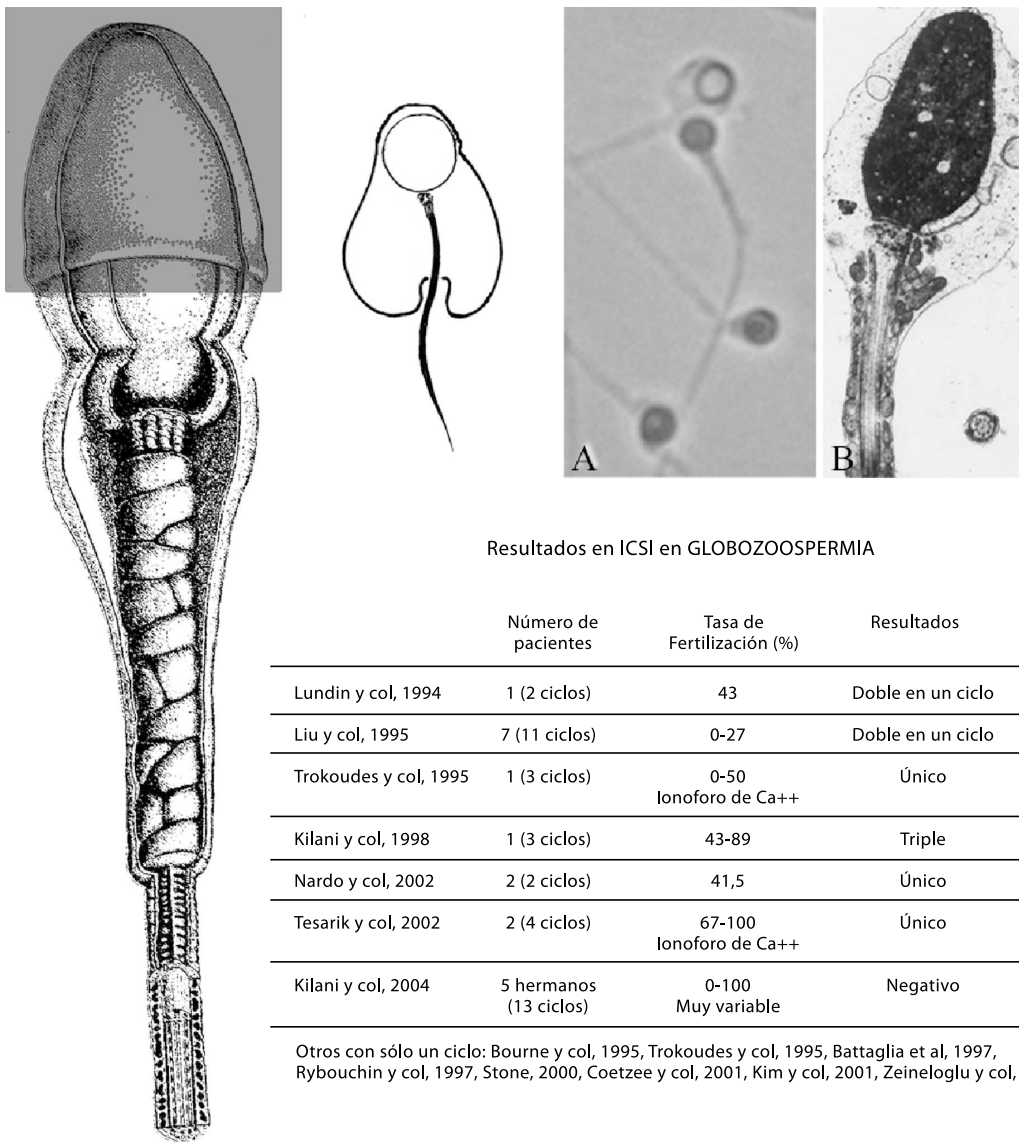 A
B
Resultados en ICSI en GLOBOZOOSPERMIA
Número de pacientes Tasa de Fertilización (%) Resultados
Lundin y col, 1994 1 (2 ciclos) 43 Doble en un ciclo
Liu y col, 1995 7 (11 ciclos) 0-27 Doble en un ciclo
Trokoudes y col, 1995 1 (3 ciclos) 0-50 Único
Ionoforo de Ca++
Kilani y col, 1998 1 (3 ciclos) 43-89 Triple
Nardo y col, 2002 2 (2 ciclos) 41,5 Único
Tesarik y col, 2002 2 (4 ciclos) 67-100 Único
Ionoforo de Ca++
Kilani y col, 2004 5 hermanos 0-100 Negativo
(13 ciclos) Muy variable
Otros con sólo un ciclo: Bourne y col, 1995, Trokoudes y col, 1995, Battaglia et al, 1997,
Rybouchin y col, 1997, Stone, 2000, Coetzee y col, 2001, Kim y col, 2001, Zeineloglu y col,